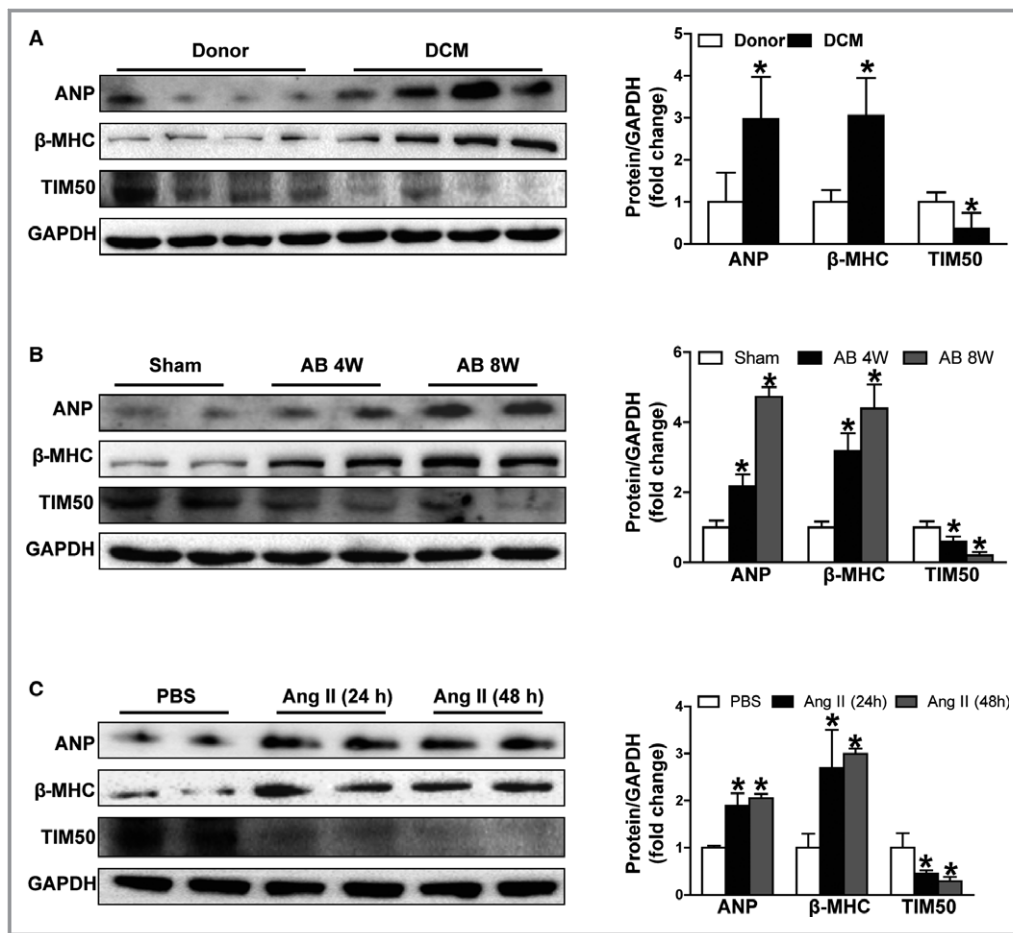 A
Donor DCM
ANP
β-MHC
TIM50
GAPDH
Donor DCM
Protein/GAPDH
(fold change)
5
4
3
2
1
0
ANP β-MHC TIM50
* * *
B
Sham AB 4W AB 8W
ANP
β-MHC
TIM50
GAPDH
Sham AB 4W AB 8W
Protein/GAPDH
(fold change)
6
4
2
0
ANP β-MHC TIM50
* * * * * *
C
PBS Ang II (24 h) Ang II (48 h)
ANP
β-MHC
TIM50
GAPDH
PBS Ang II (24h) Ang II (48h)
Protein/GAPDH
(fold change)
4
3
2
1
0
ANP β-MHC TIM50
* * * * * *